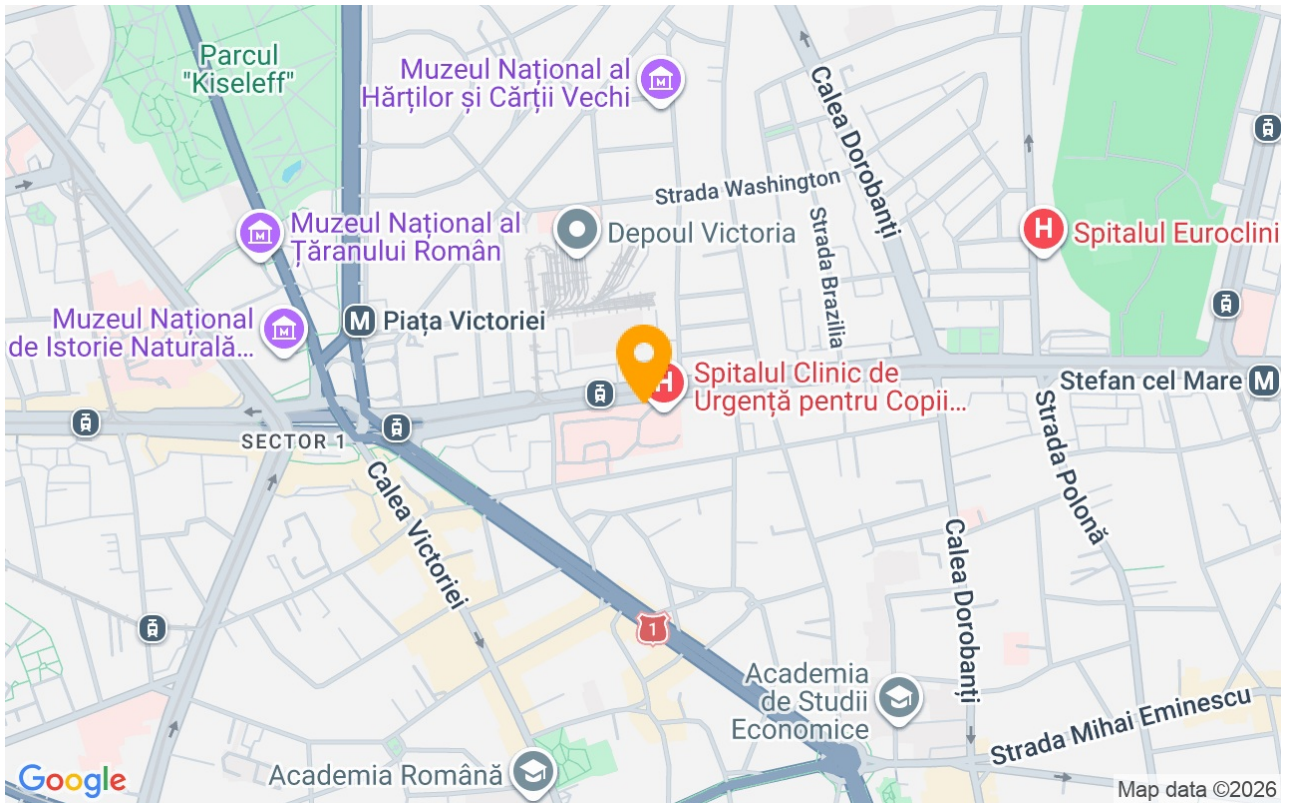 Parcul
"Kiseleff"
Muzeul Național al
Hărților și Cărții Vechi
Calea Dorobanți
Strada Washington
Muzeul Național al
Țăranului Român
Depoul Victoria
Strada Brazilia
H
Spitalul Euroclini
Muzeul Național
de Istorie Naturală...
M
Piața Victoriei
H
Spitalul Clinic de
Urgență pentru Copii...
Stefan cel Mare
M
SECTOR 1
Calea Victoriei
Strada Polonă
Calea Dorobanți
1
Academia
de Studii
Economice
Strada Mihai Eminescu
Academia Română
Google
Map data ©2026